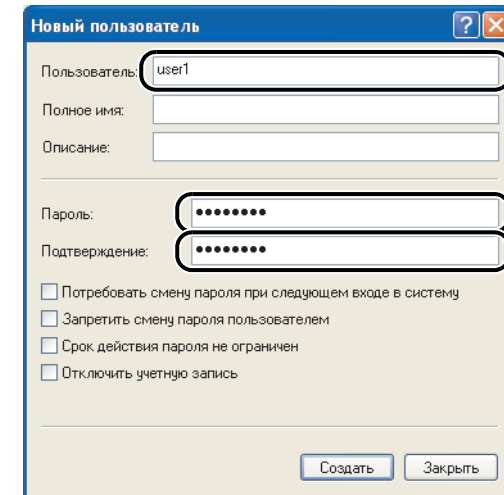 Новый пользователь
Пользователь: user1
Полное имя:
Описание:
Пароль: ••••••••
Подтверждение: ••••••••
Потребовать смену пароля при следующем входе в систему
Запретить смену пароля пользователем
Срок действия пароля не ограничен
Отключить учетную запись
Создать Закрыть